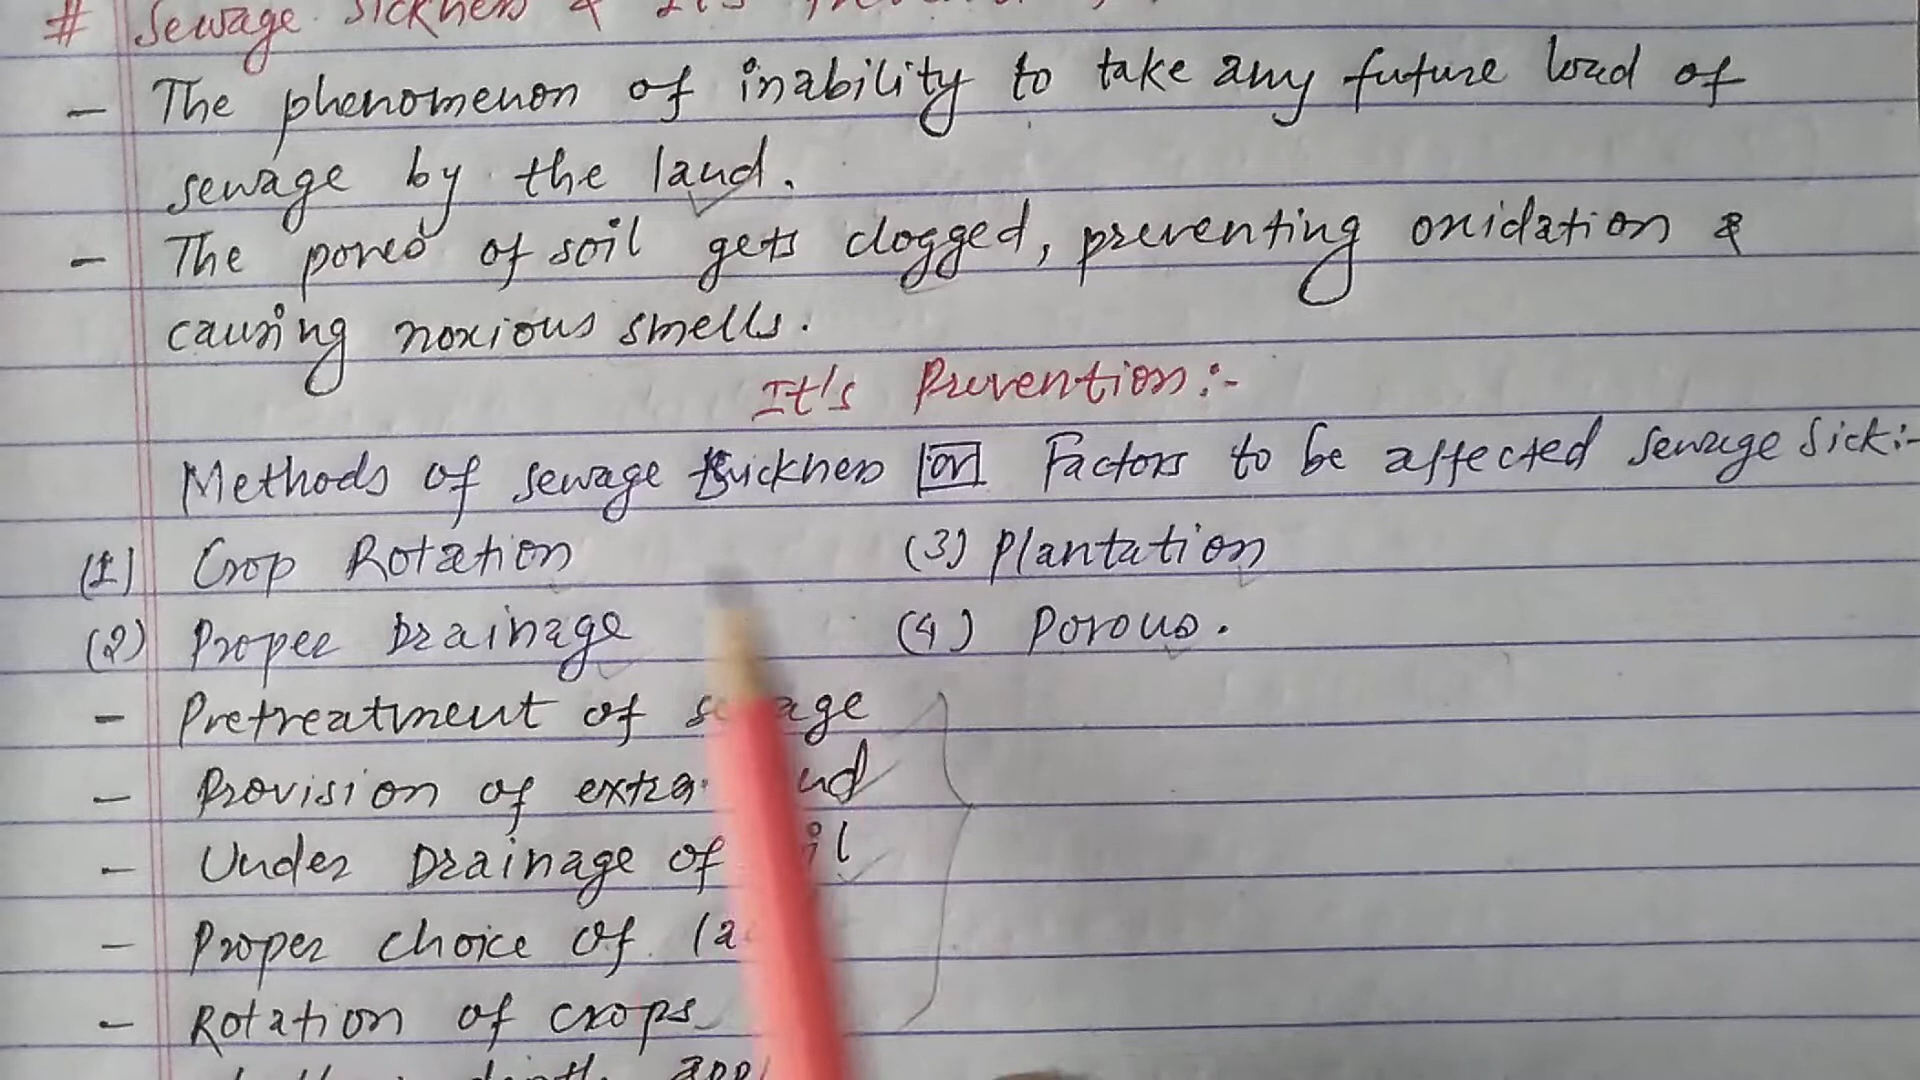 # Sewage Sickness & It's
- The phenomenon of inability to take any future load of
sewage by the land.
- The pores of soil gets clogged, preventing oxidation &
causing noxious smells.
It's Prevention:-
Methods of sewage Sickness or Factors to be affected sewage Sick:-
(1) Crop Rotation (3) Plantation
(2) Proper Drainage (4) Porous.
- Pretreatment of sewage
- Provision of extra
- Under Drainage of
- Proper choice of
- Rotation of crops